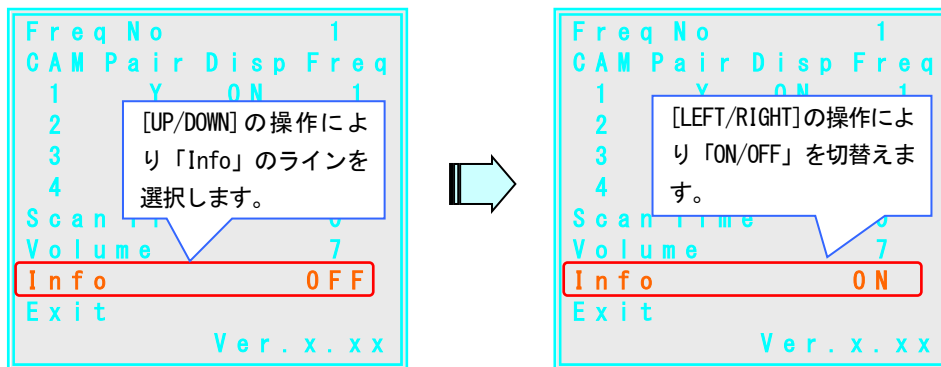 Freq No 1
CAM Pair Disp Freq
1 Y ON 1
2
3
4
Scan
Volume 7
Info OFF
Exit
Ver.x.xx
[UP/DOWN]の操作によ
り「Info」のラインを
選択します。
Freq No 1
CAM Pair Disp Freq
1 Y ON 1
2
3
4
Scan Time
Volume 7
Info ON
Exit
Ver.x.xx
[LEFT/RIGHT]の操作によ
り「ON/OFF」を切替えま
す。